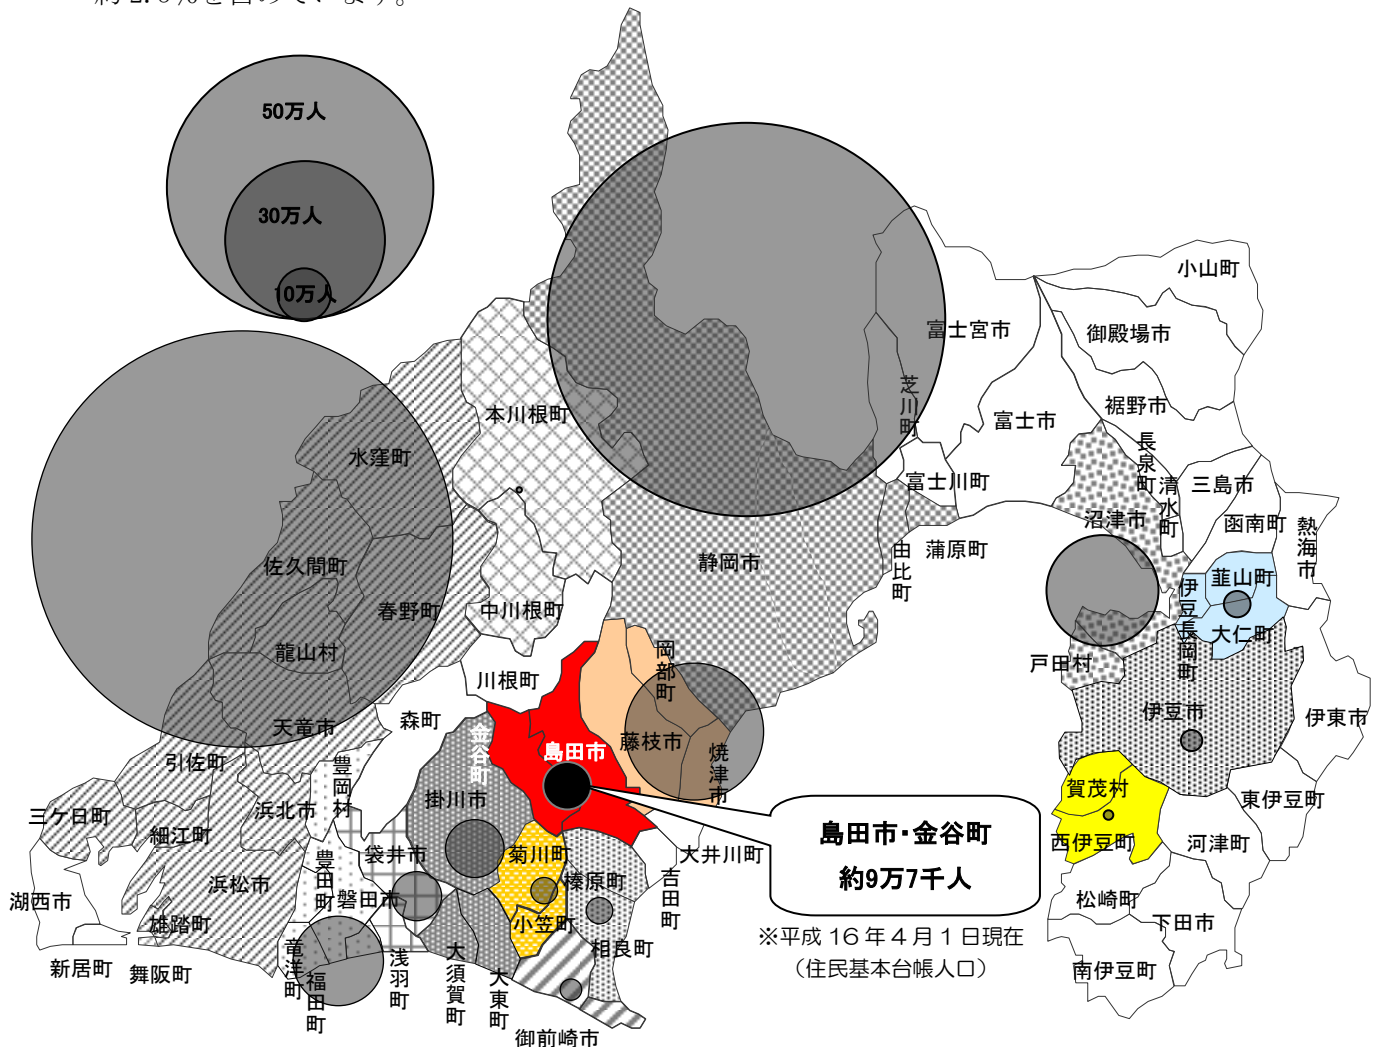 50万人
30万人
10万人
小山町
御殿場市
富士宮市
芝川町
裾野市
富士市
本川根町
長泉町
水窪町
富士川町
清水町
三島市
沼津市
函南町
熱海市
静岡市
由比町
蒲原町
佐久間町
韮山町
伊豆長岡町
春野町
中川根町
大仁町
龍山村
岡部町
戸田村
川根町
伊豆市
伊東市
森町
天竜市
金谷町
島田市
藤枝市
焼津市
引佐町
豊岡村
賀茂村
東伊豆町
掛川市
三ケ日町
浜北市
細江町
島田市・金谷町
約9万7千人
西伊豆町
河津町
袋井市
菊川町
大井川町
豊田町
榛原町
吉田町
浜松市
磐田市
湖西市
松崎町
雄踏町
小笠町
下田市
※平成 16 年 4 月 1 日現在
（住民基本台帳人口）
相良町
竜洋町
浅羽町
大須賀町
大東町
新居町
舞阪町
福田町
南伊豆町
御前崎市